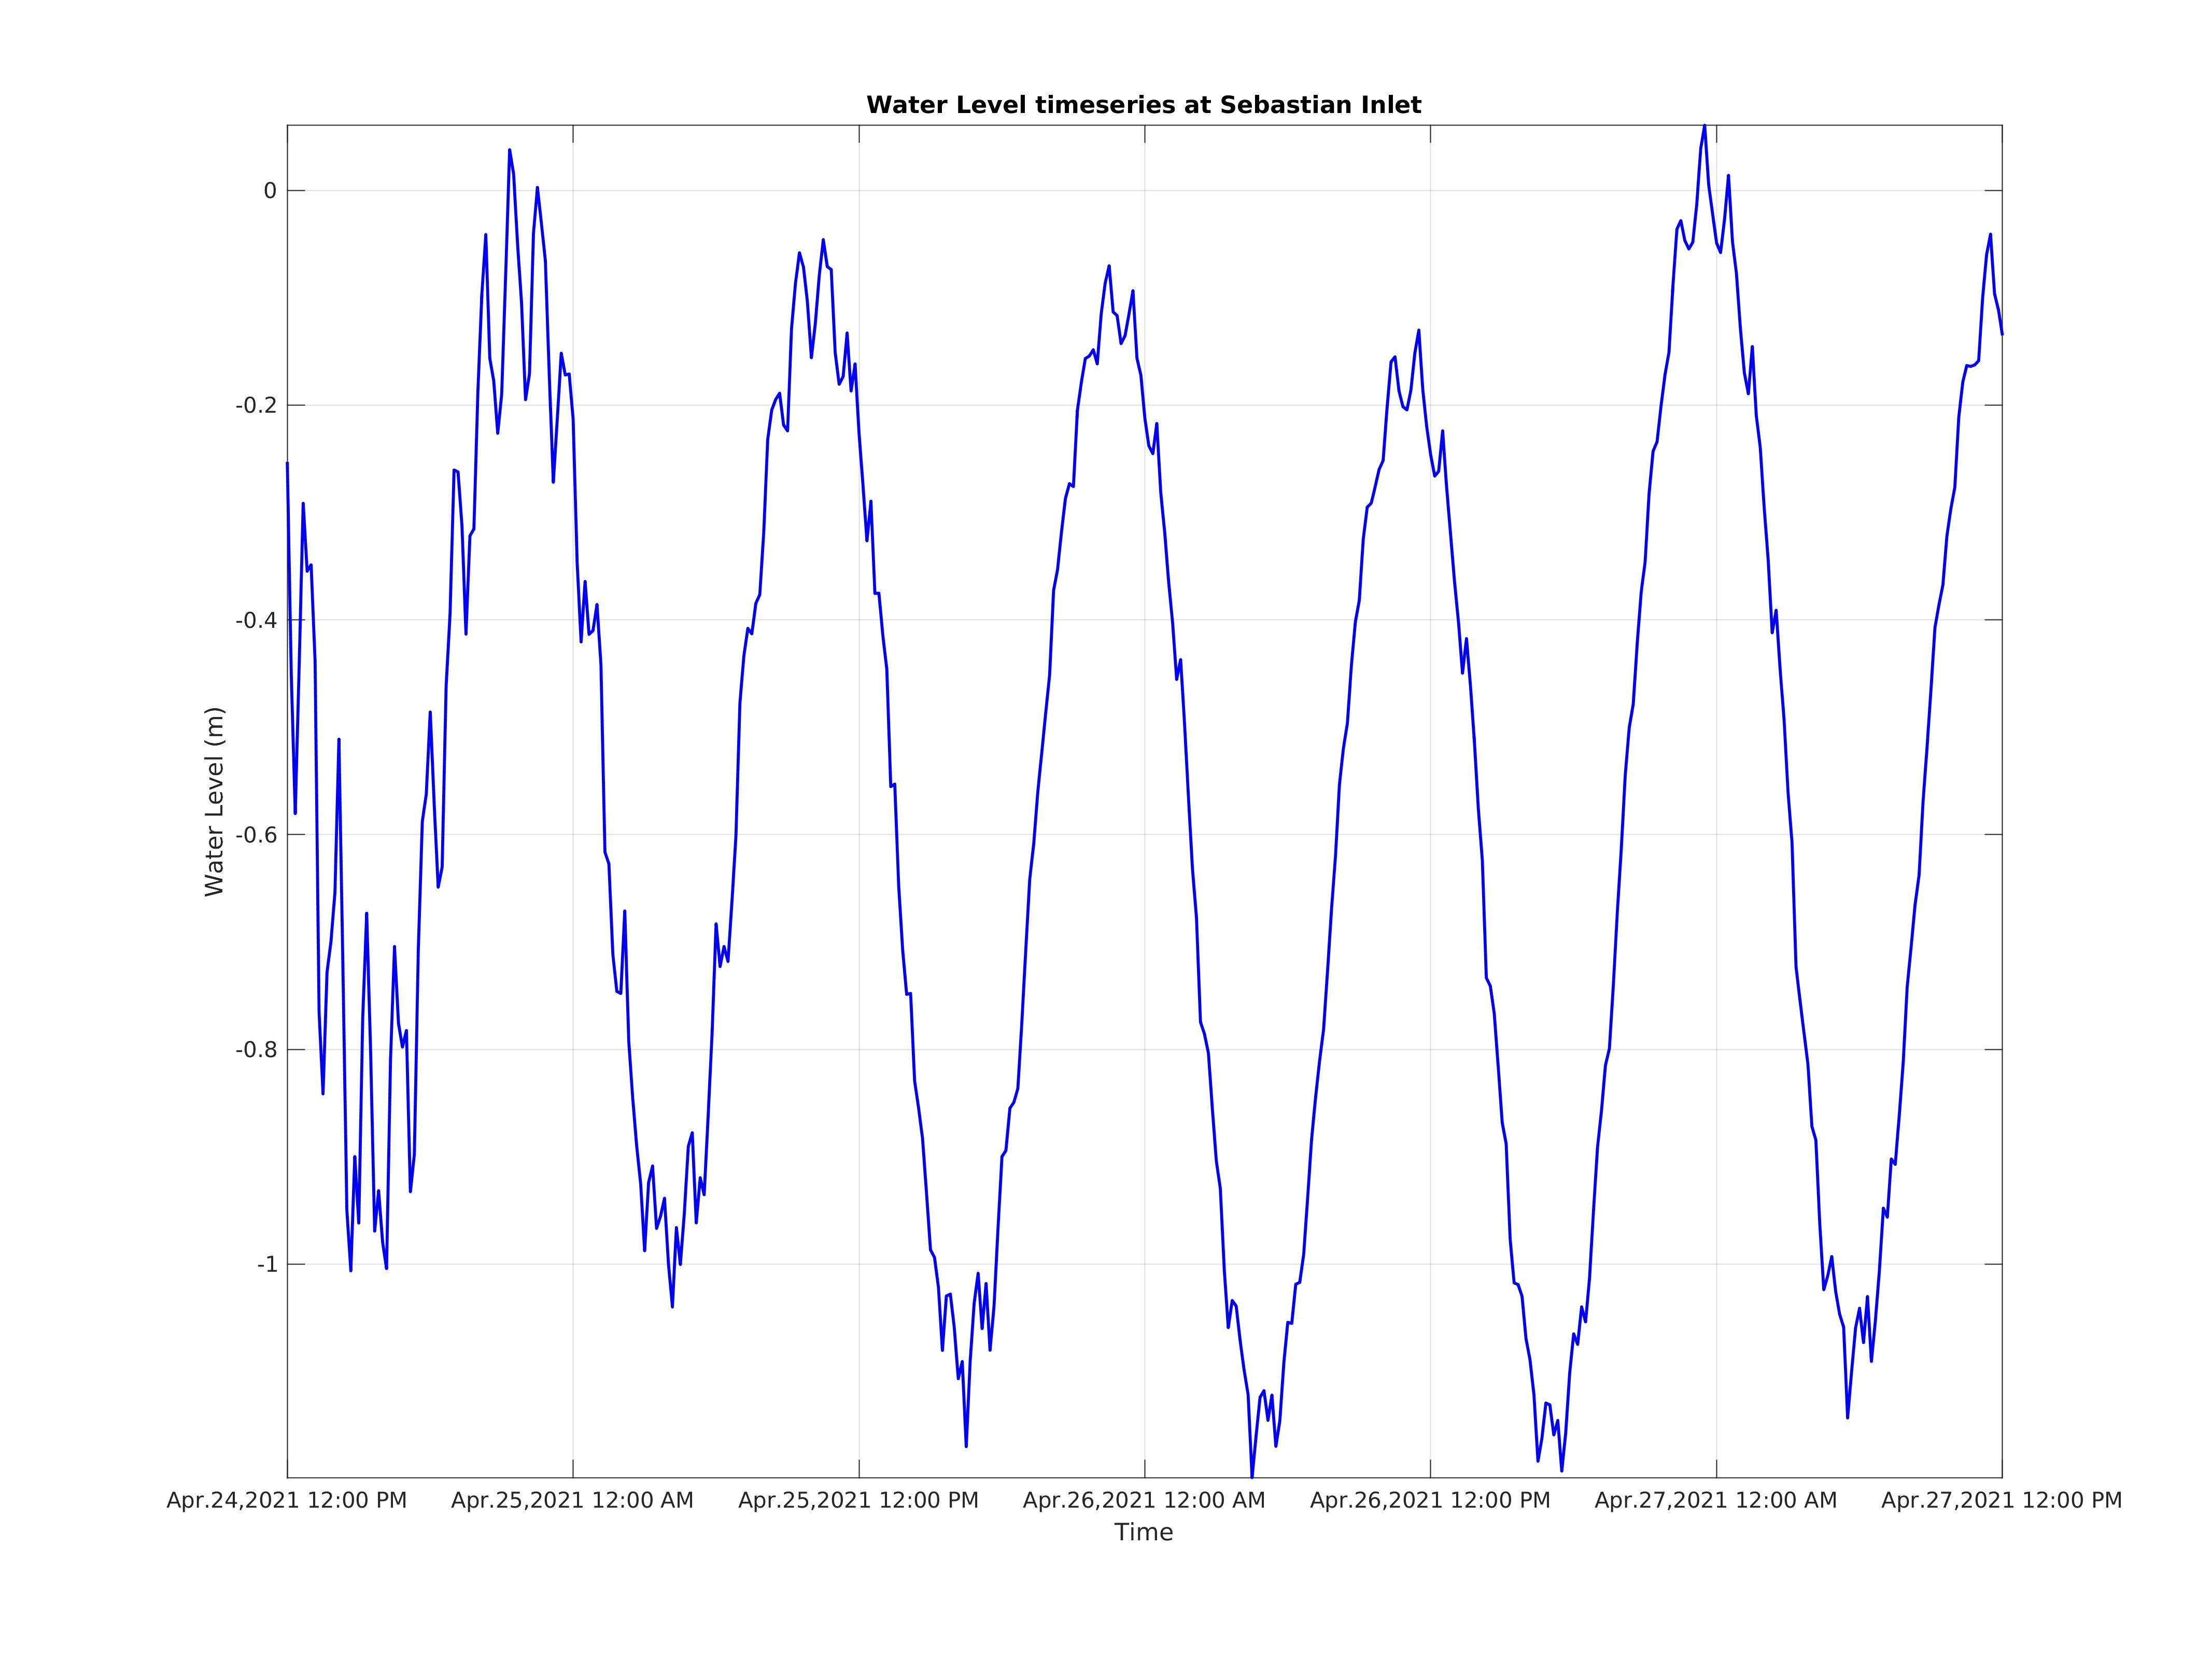 Water Level timeseries at Sebastian Inlet
0
-0.2
-0.4
-0.6
-0.8
-1
Water Level (m)
Apr.24,2021 12:00 PM
Apr.25,2021 12:00 AM
Apr.25,2021 12:00 PM
Apr.26,2021 12:00 AM
Apr.26,2021 12:00 PM
Apr.27,2021 12:00 AM
Apr.27,2021 12:00 PM
Time